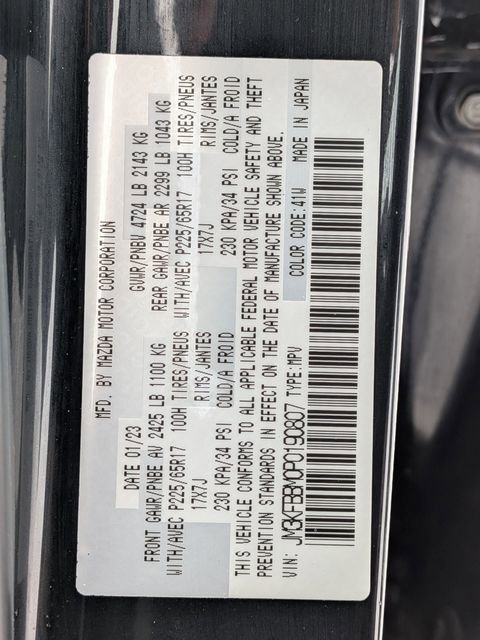 MFD. BY MAZDA MOTOR CORPORATION
DATE 01/23 GVWR/PNBV 4724 LB 2143 KG
FRONT GAWR/PNBE AV 2425 LB 1100 KG REAR GAWR/PNBE AR 2299 LB 1043 KG
WITH/AVEC P225/65R17 100H TIRES/PNEUS WITH/AVEC P225/65R17 100H TIRES/PNEUS
17X7J RIMS/JANTES 17X7J RIMS/JANTES
230 KPA/34 PSI COLD/A FROID 230 KPA/34 PSI COLD/A FROID
THIS VEHICLE CONFORMS TO ALL APPLICABLE FEDERAL MOTOR VEHICLE SAFETY AND THEFT
PREVENTION STANDARDS IN EFFECT ON THE DATE OF MANUFACTURE SHOWN ABOVE.
VIN: JM3KFBBM0P0190807 TYPE:MPV COLOR CODE:41W MADE IN JAPAN